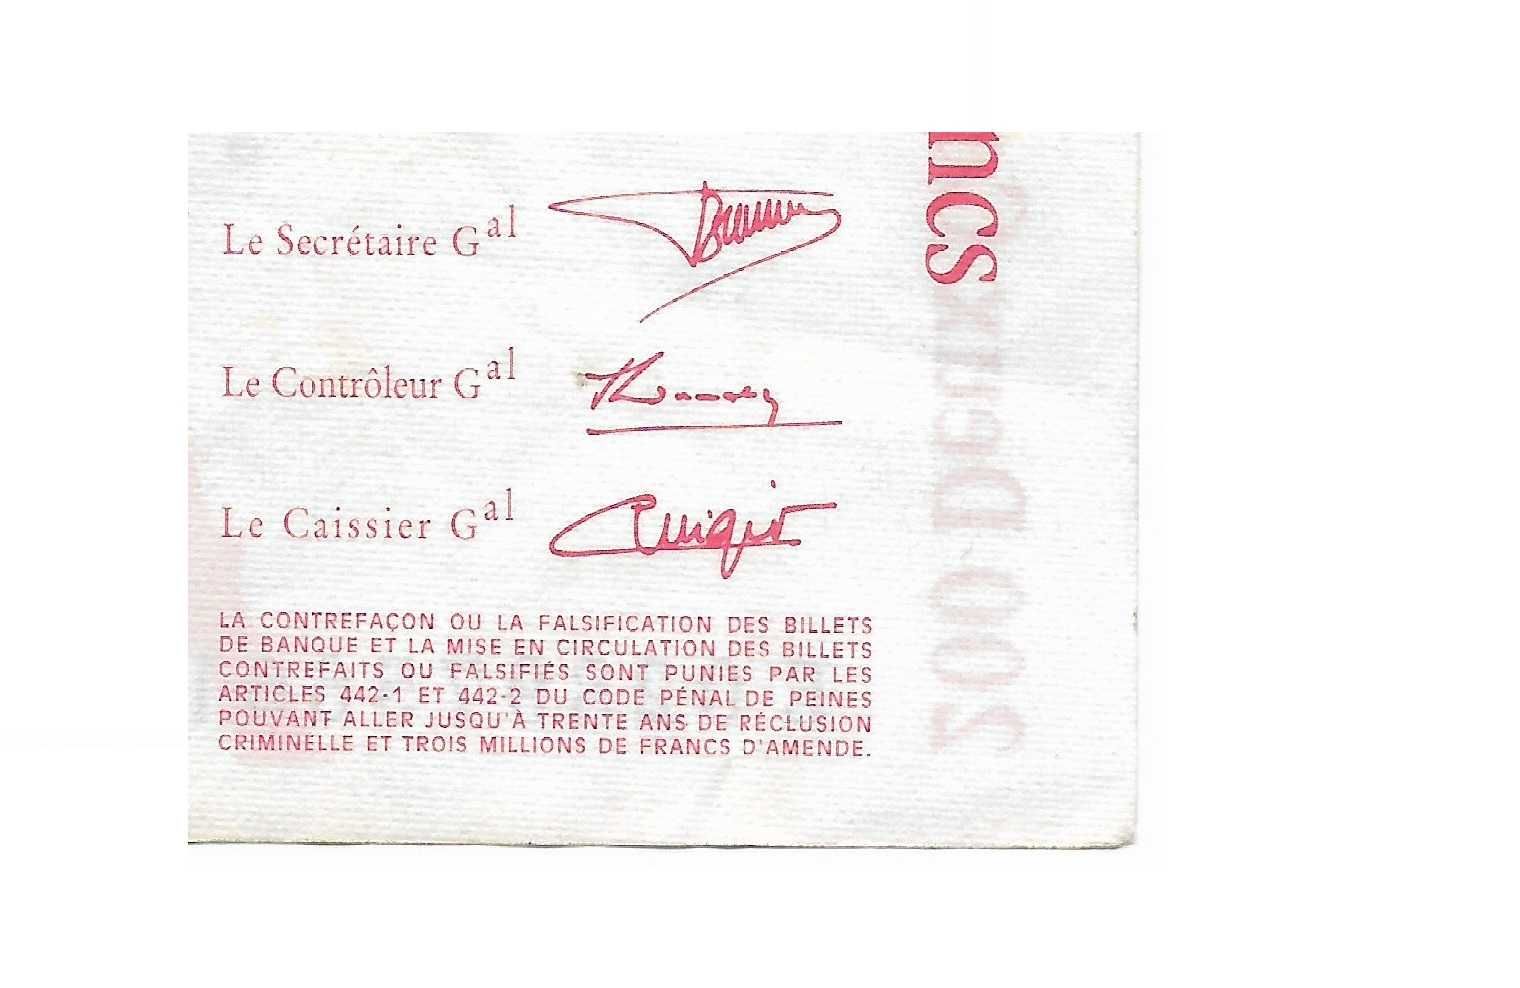 Le Secrétaire Gal
Le Contrôleur Gal
Le Caissier Gal
LA CONTREFAÇON OU LA FALSIFICATION DES BILLETS
DE BANQUE ET LA MISE EN CIRCULATION DES BILLETS
CONTREFAITS OU FALSIFIÉS SONT PUNIES PAR LES
ARTICLES 442-1 ET 442-2 DU CODE PÉNAL DE PEINES
POUVANT ALLER JUSQU'À TRENTE ANS DE RÉCLUSION
CRIMINELLE ET TROIS MILLIONS DE FRANCS D'AMENDE.
ncs
200 Deux